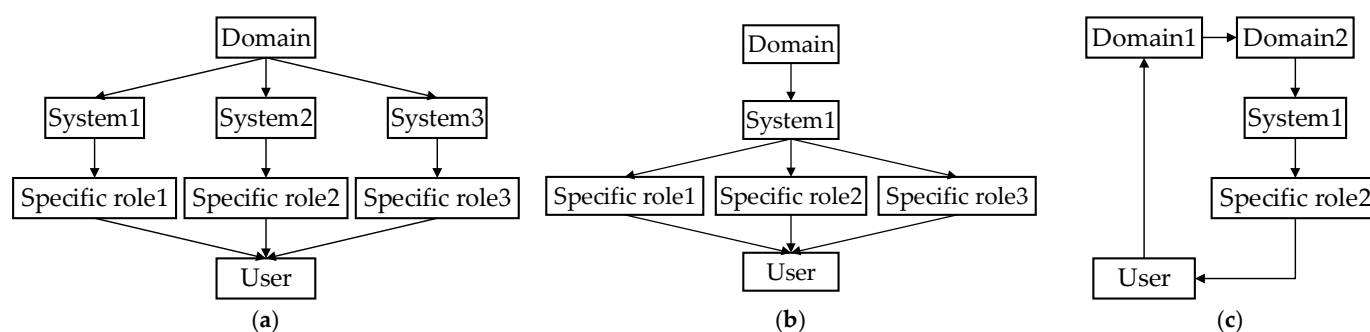 Domain
System1 System2 System3
Specific role1 Specific role2 Specific role3
User
(a)
Domain
System1
Specific role1 Specific role2 Specific role3
User
(b)
Domain1 Domain2
System1
Specific role2
User
(c)